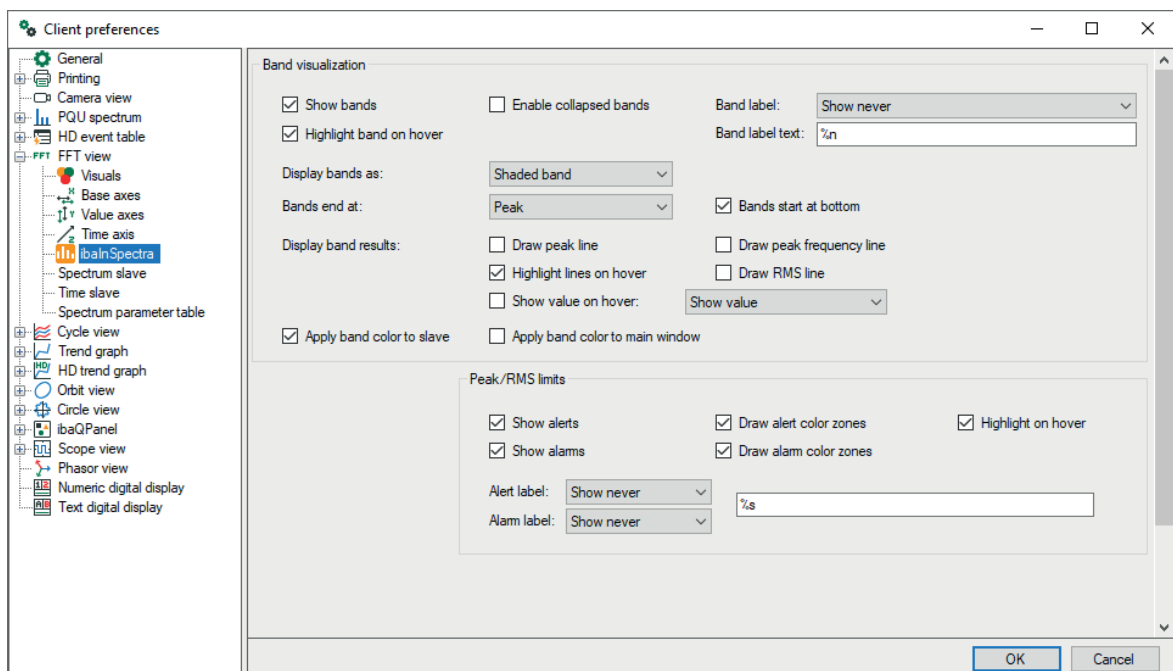 Client preferences
General
Printing
Camera view
PQU spectrum
HD event table
FFT FFT view
Visuals
Base axes
Value axes
Time axis
ibaInSpectra
Spectrum slave
Time slave
Spectrum parameter table
Cycle view
Trend graph
HD HD trend graph
Orbit view
Circle view
ibaQPanel
Scope view
Phasor view
Numeric digital display
Text digital display
Band visualization
Show bands
Enable collapsed bands
Band label:
Show never
Highlight band on hover
Band label text:
%n
Display bands as:
Shaded band
Bands end at:
Peak
Bands start at bottom
Display band results:
Draw peak line
Draw peak frequency line
Highlight lines on hover
Draw RMS line
Show value on hover:
Show value
Apply band color to slave
Apply band color to main window
Peak/RMS limits
Show alerts
Draw alert color zones
Highlight on hover
Show alarms
Draw alarm color zones
Alert label:
Show never
%s
Alarm label:
Show never
OK
Cancel